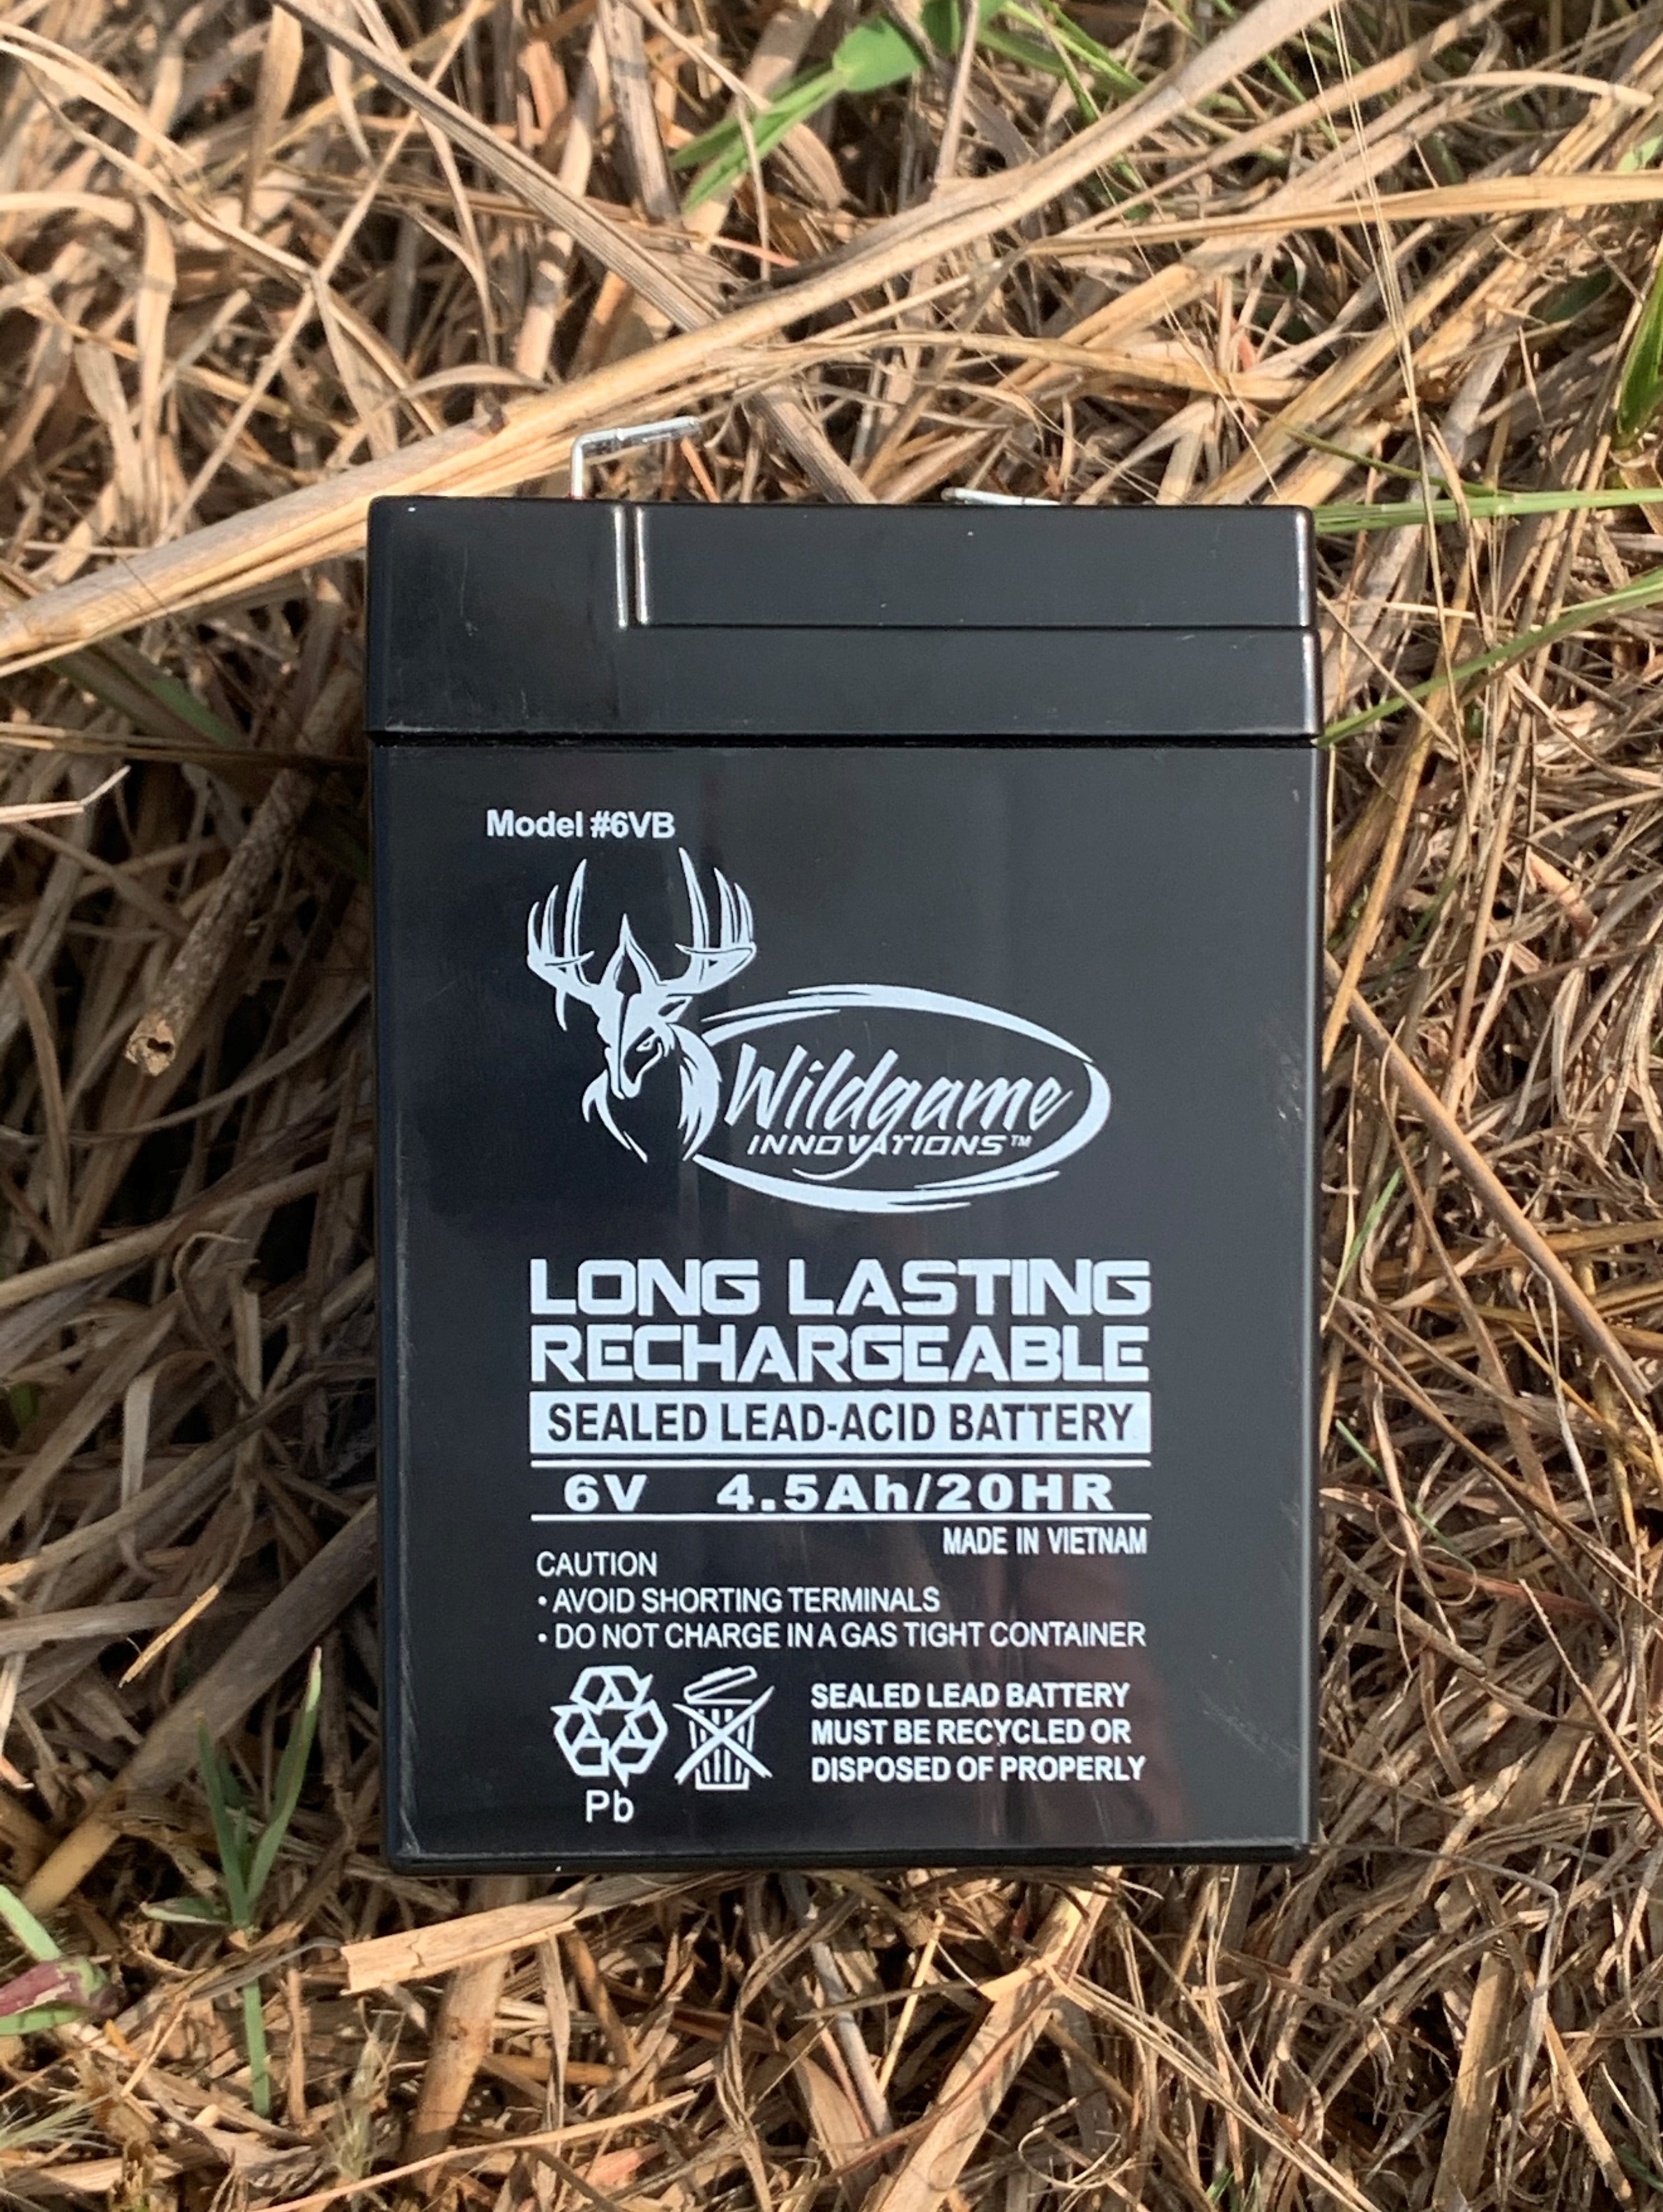 Model #6VB
Wildgame
INNOVATIONS™
LONG LASTING
RECHARGEABLE
SEALED LEAD-ACID BATTERY
6V 4.5Ah/20HR
MADE IN VIETNAM
CAUTION
• AVOID SHORTING TERMINALS
• DO NOT CHARGE IN A GAS TIGHT CONTAINER
SEALED LEAD BATTERY
MUST BE RECYCLED OR
DISPOSED OF PROPERLY
Pb